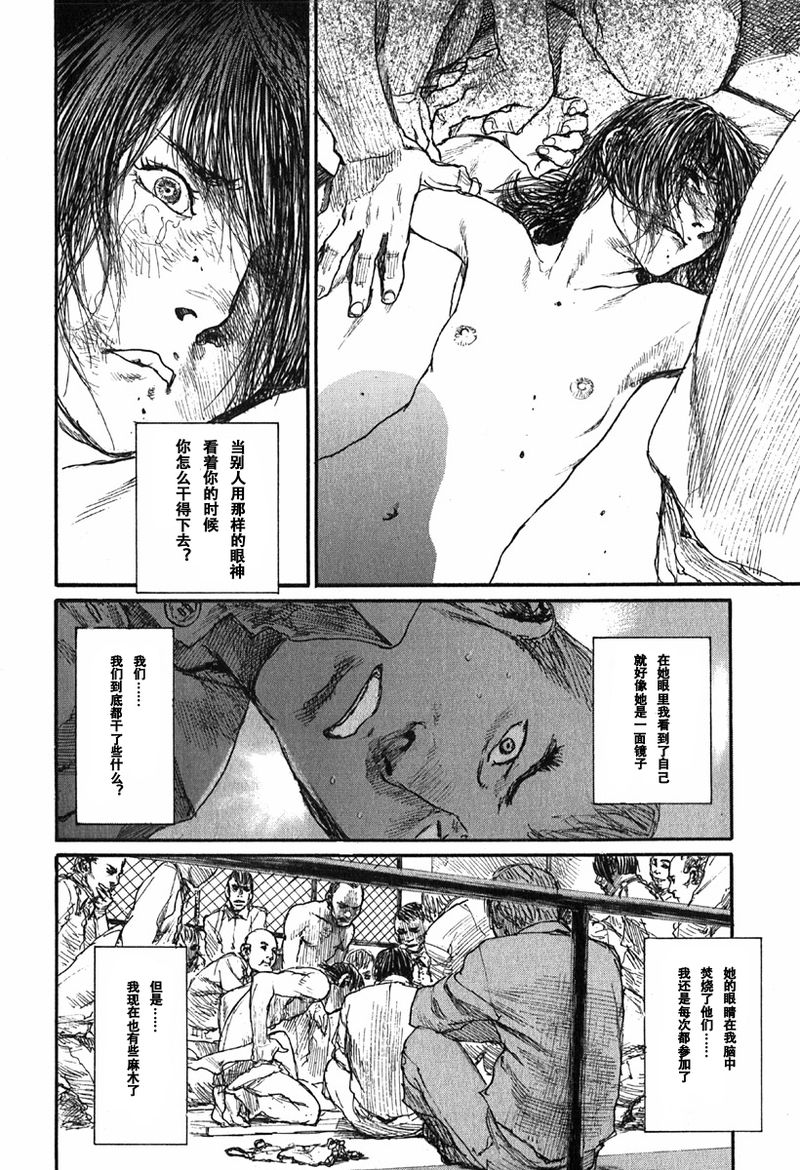 当别人用那样的眼神
看着你的时候
你怎么干得下去？
在她眼里我看到了自己
就好像她是一面镜子
我们……
我们到底都干了些什么？
她的眼睛在我脑中
焚烧了他们……
我还是每次都参加了
但是……
我现在也有些麻木了